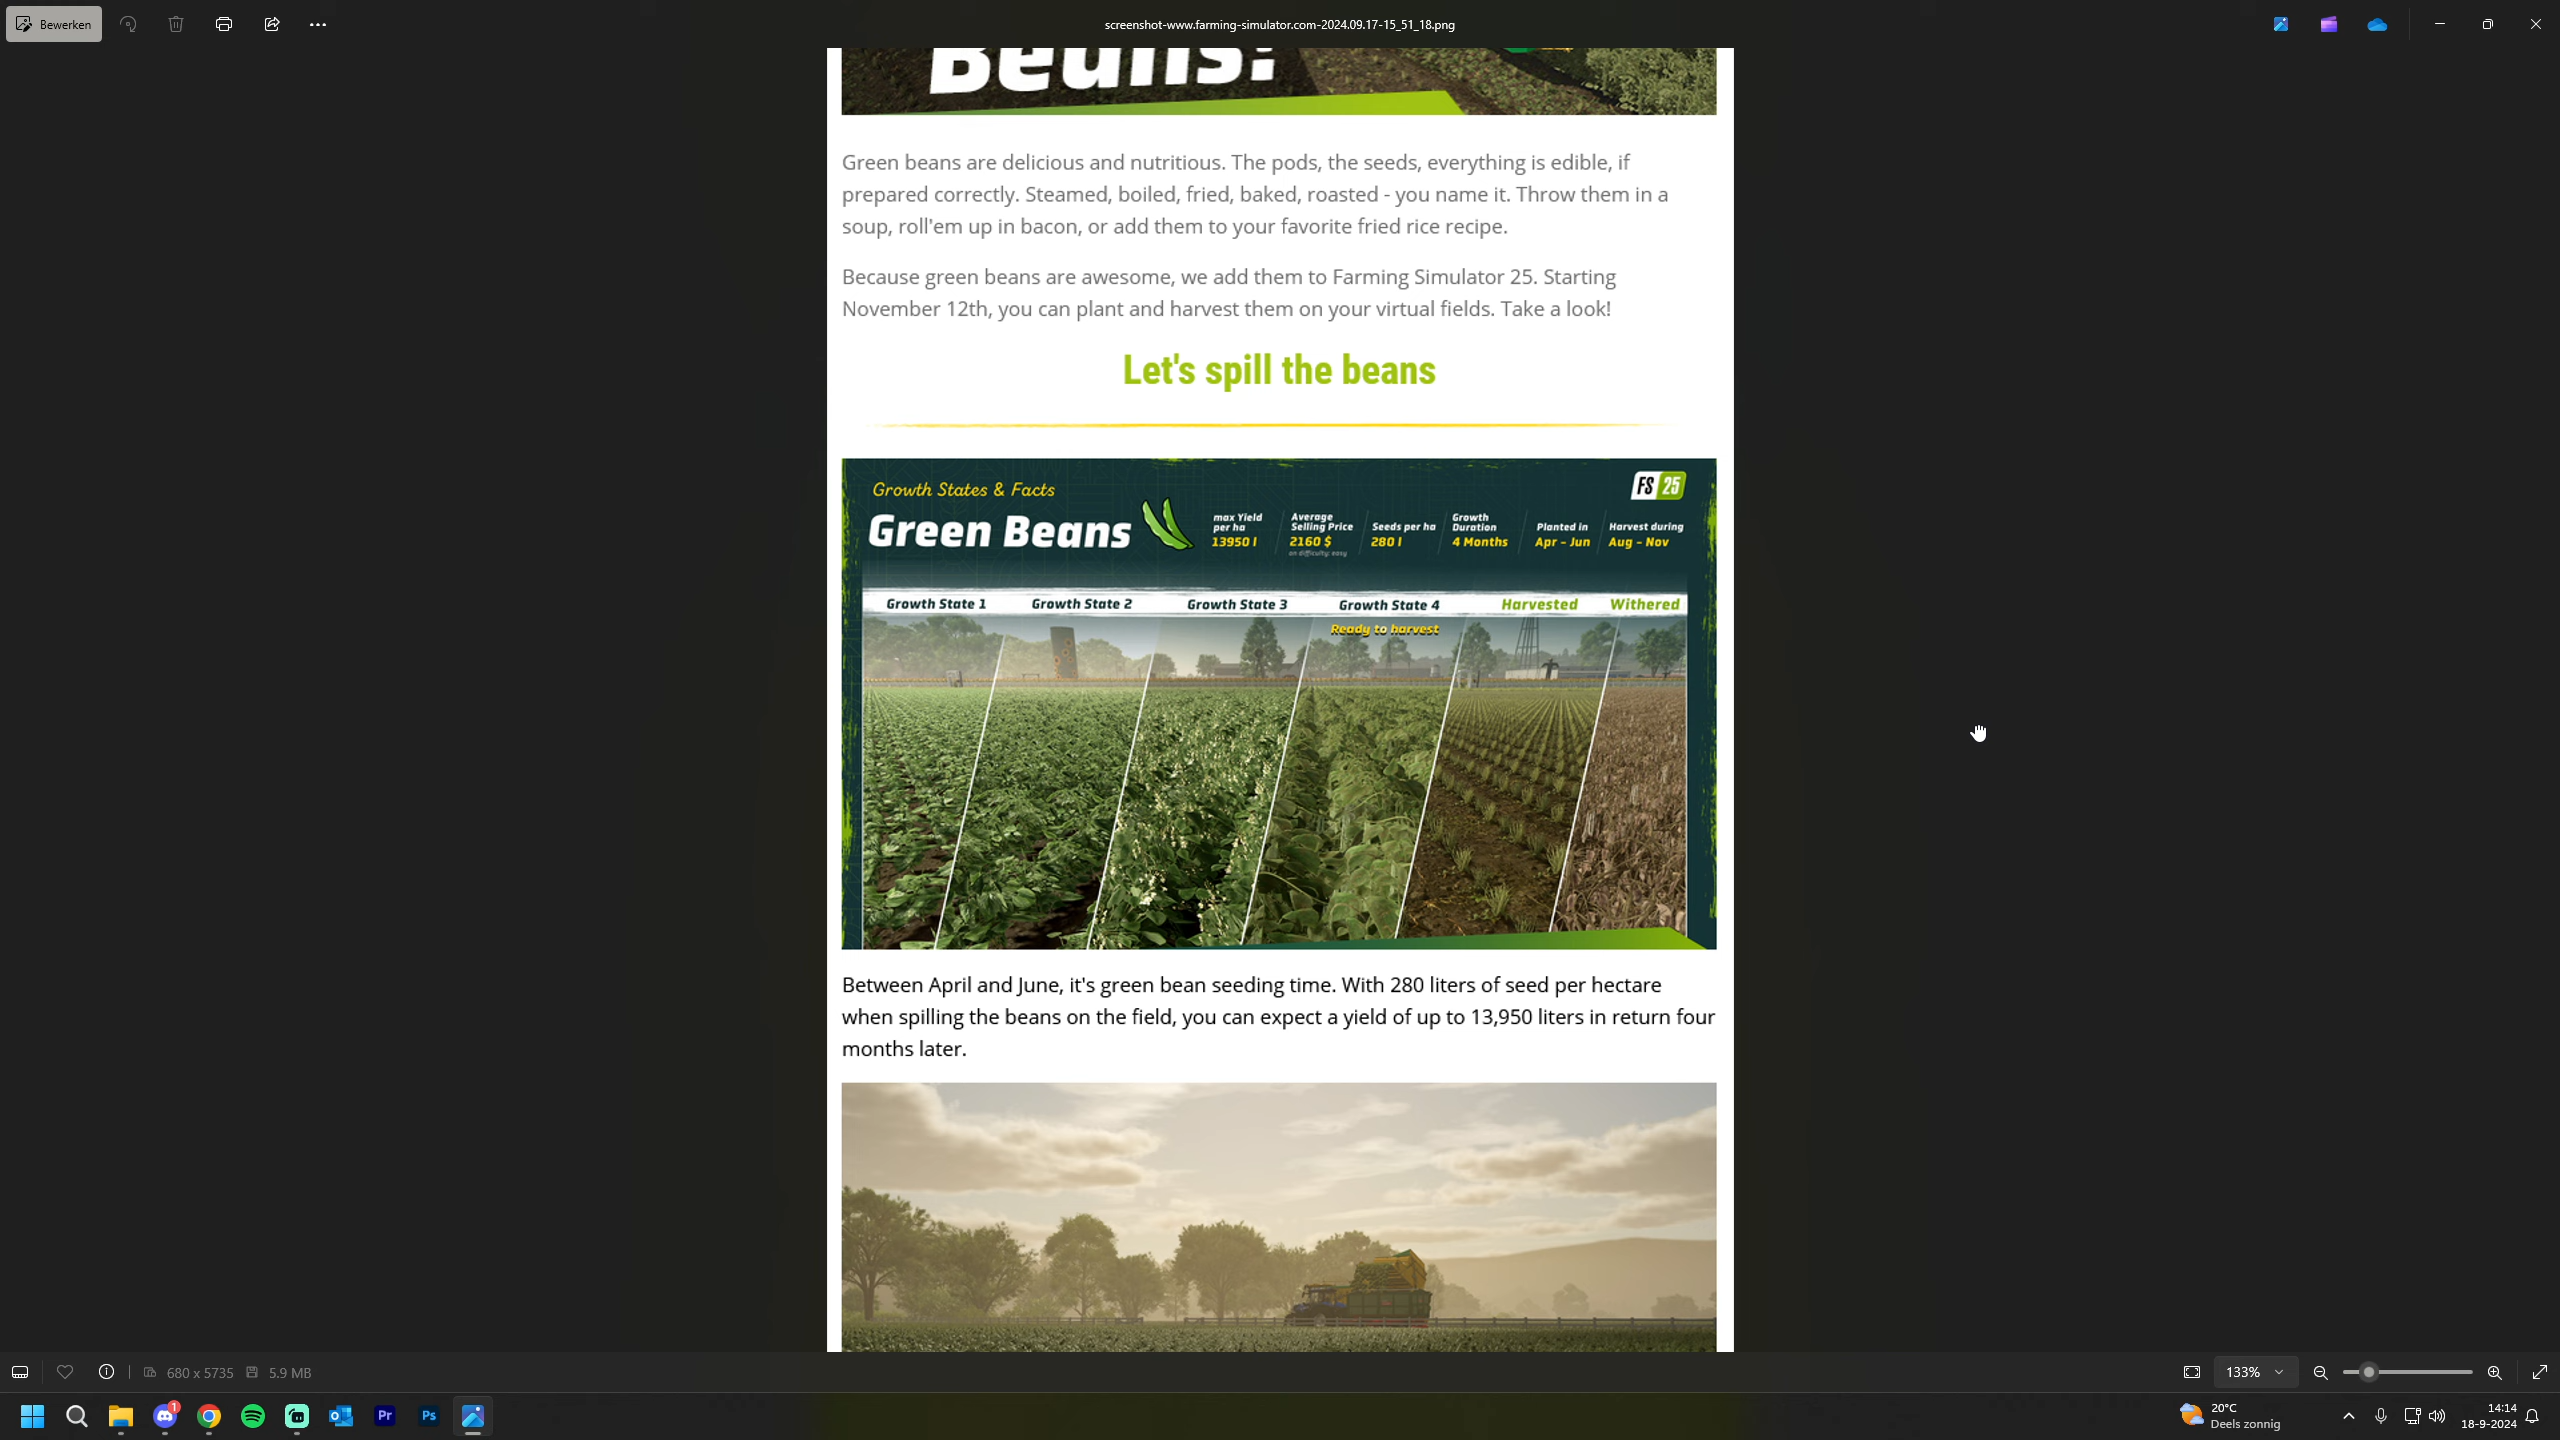 Bewerken
screenshot-www.farming-simulator.com-2024.09.17-15_51_18.png
Beans!
Green beans are delicious and nutritious. The pods, the seeds, everything is edible, if
prepared correctly. Steamed, boiled, fried, baked, roasted - you name it. Throw them in a
soup, roll'em up in bacon, or add them to your favorite fried rice recipe.
Because green beans are awesome, we add them to Farming Simulator 25. Starting
November 12th, you can plant and harvest them on your virtual fields. Take a look!
Let's spill the beans
Growth States & Facts
FS 25
Green Beans
max Yield
per ha
13950 l
Average
Selling Price
2160 $
on difficulty: easy
Seeds per ha
280 l
Growth
Duration
4 Months
Planted in
Apr - Jun
Harvest during
Aug - Nov
Growth State 1
Growth State 2
Growth State 3
Growth State 4
Harvested
Withered
Ready to harvest
Between April and June, it's green bean seeding time. With 280 liters of seed per hectare
when spilling the beans on the field, you can expect a yield of up to 13,950 liters in return four
months later.
680 x 5735
5.9 MB
133%
1
Pr
Ps
20°C
Deels zonnig
14:14
18-9-2024